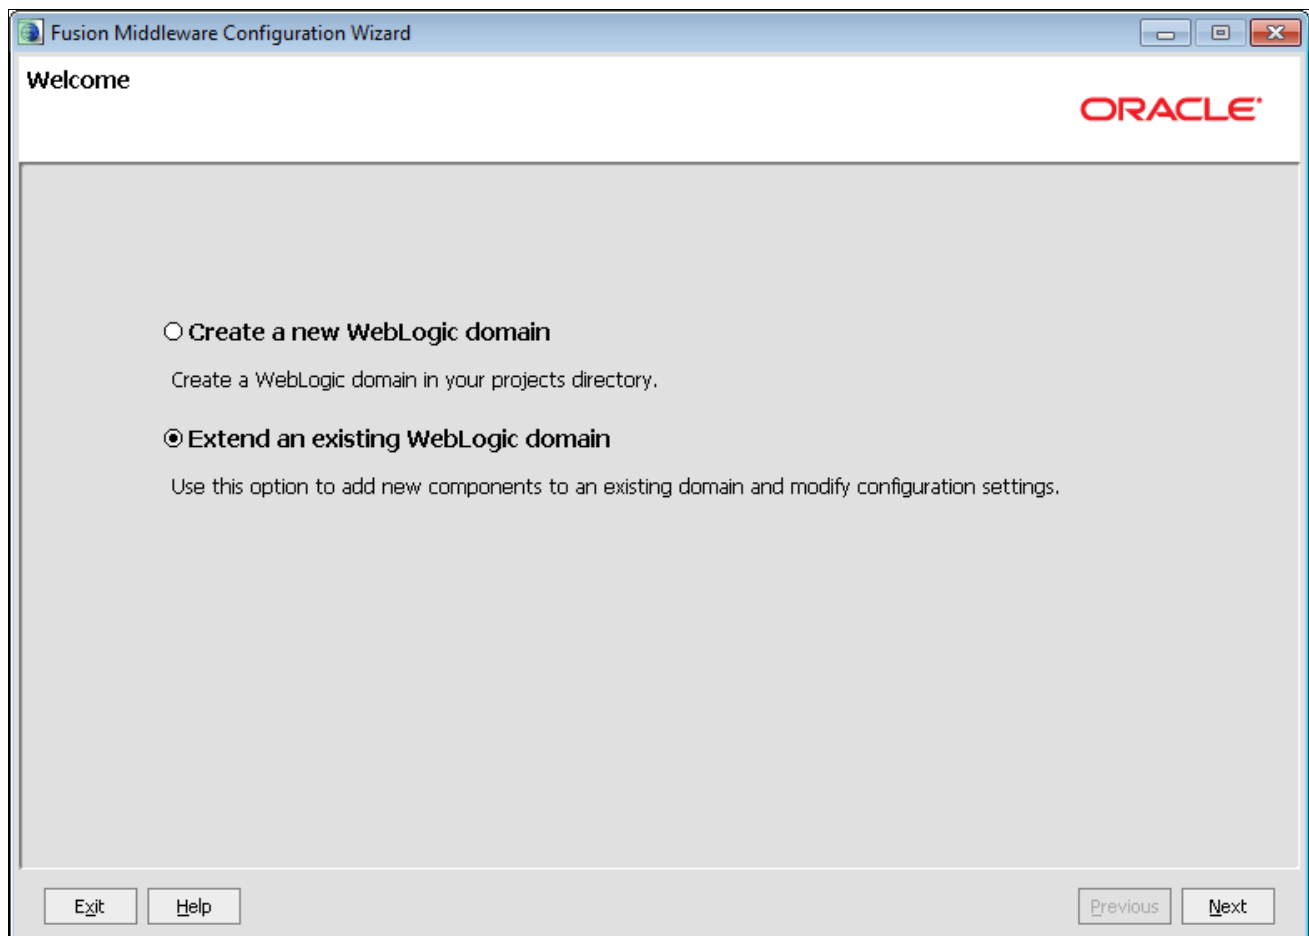 Fusion Middleware Configuration Wizard
Welcome
ORACLE
Create a new WebLogic domain
Create a WebLogic domain in your projects directory.
Extend an existing WebLogic domain
Use this option to add new components to an existing domain and modify configuration settings.
Exit Help Previous Next